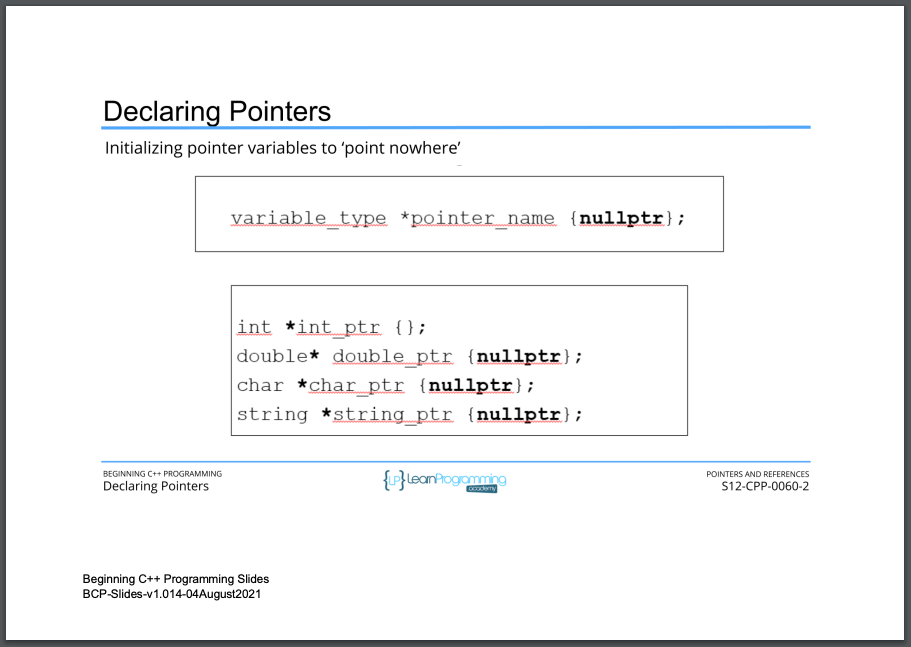 Declaring Pointers
Initializing pointer variables to ‘point nowhere’
variable_type *pointer_name {nullptr};
int *int_ptr {};
double* double_ptr {nullptr};
char *char_ptr {nullptr};
string *string_ptr {nullptr};
BEGINNING C++ PROGRAMMING
Declaring Pointers
{LP} LearnProgramming
academy
POINTERS AND REFERENCES
S12-CPP-0060-2
Beginning C++ Programming Slides
BCP-Slides-v1.014-04August2021